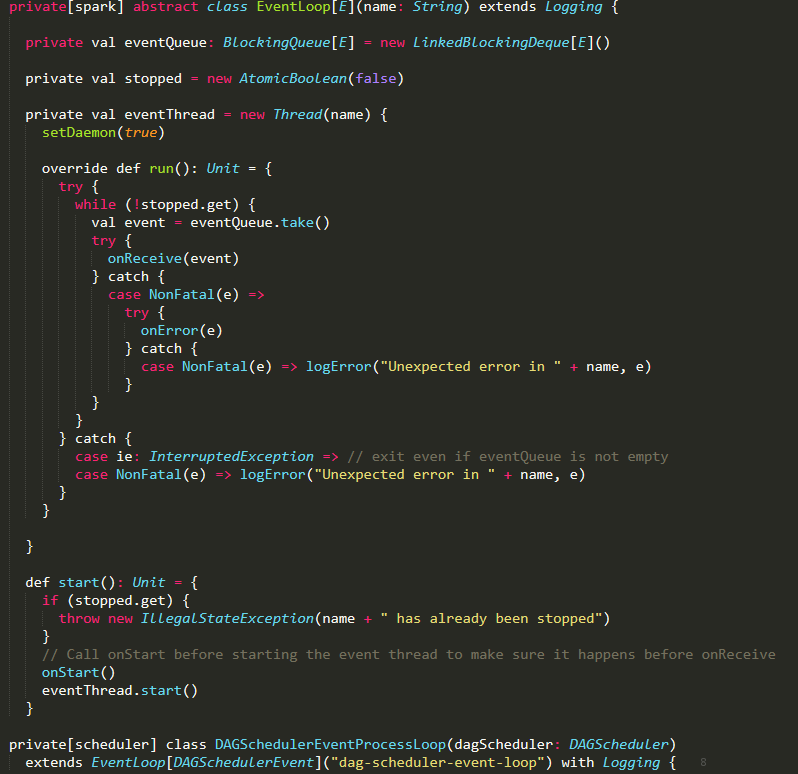 private[spark] abstract class EventLoop[E](name: String) extends Logging {
private val eventQueue: BlockingQueue[E] = new LinkedBlockingDeque[E]()
private val stopped = new AtomicBoolean(false)
private val eventThread = new Thread(name) {
setDaemon(true)
override def run(): Unit = {
try {
while (!stopped.get) {
val event = eventQueue.take()
try {
onReceive(event)
} catch {
case NonFatal(e) =>
try {
onError(e)
} catch {
case NonFatal(e) => logError("Unexpected error in " + name, e)
}
}
}
} catch {
case ie: InterruptedException => // exit even if eventQueue is not empty
case NonFatal(e) => logError("Unexpected error in " + name, e)
}
}
}
def start(): Unit = {
if (stopped.get) {
throw new IllegalStateException(name + " has already been stopped")
}
// Call onStart before starting the event thread to make sure it happens before onReceive
onStart()
eventThread.start()
}
private[scheduler] class DAGSchedulerEventProcessLoop(dagScheduler: DAGScheduler)
extends EventLoop[DAGSchedulerEvent]("dag-scheduler-event-loop") with Logging { 8